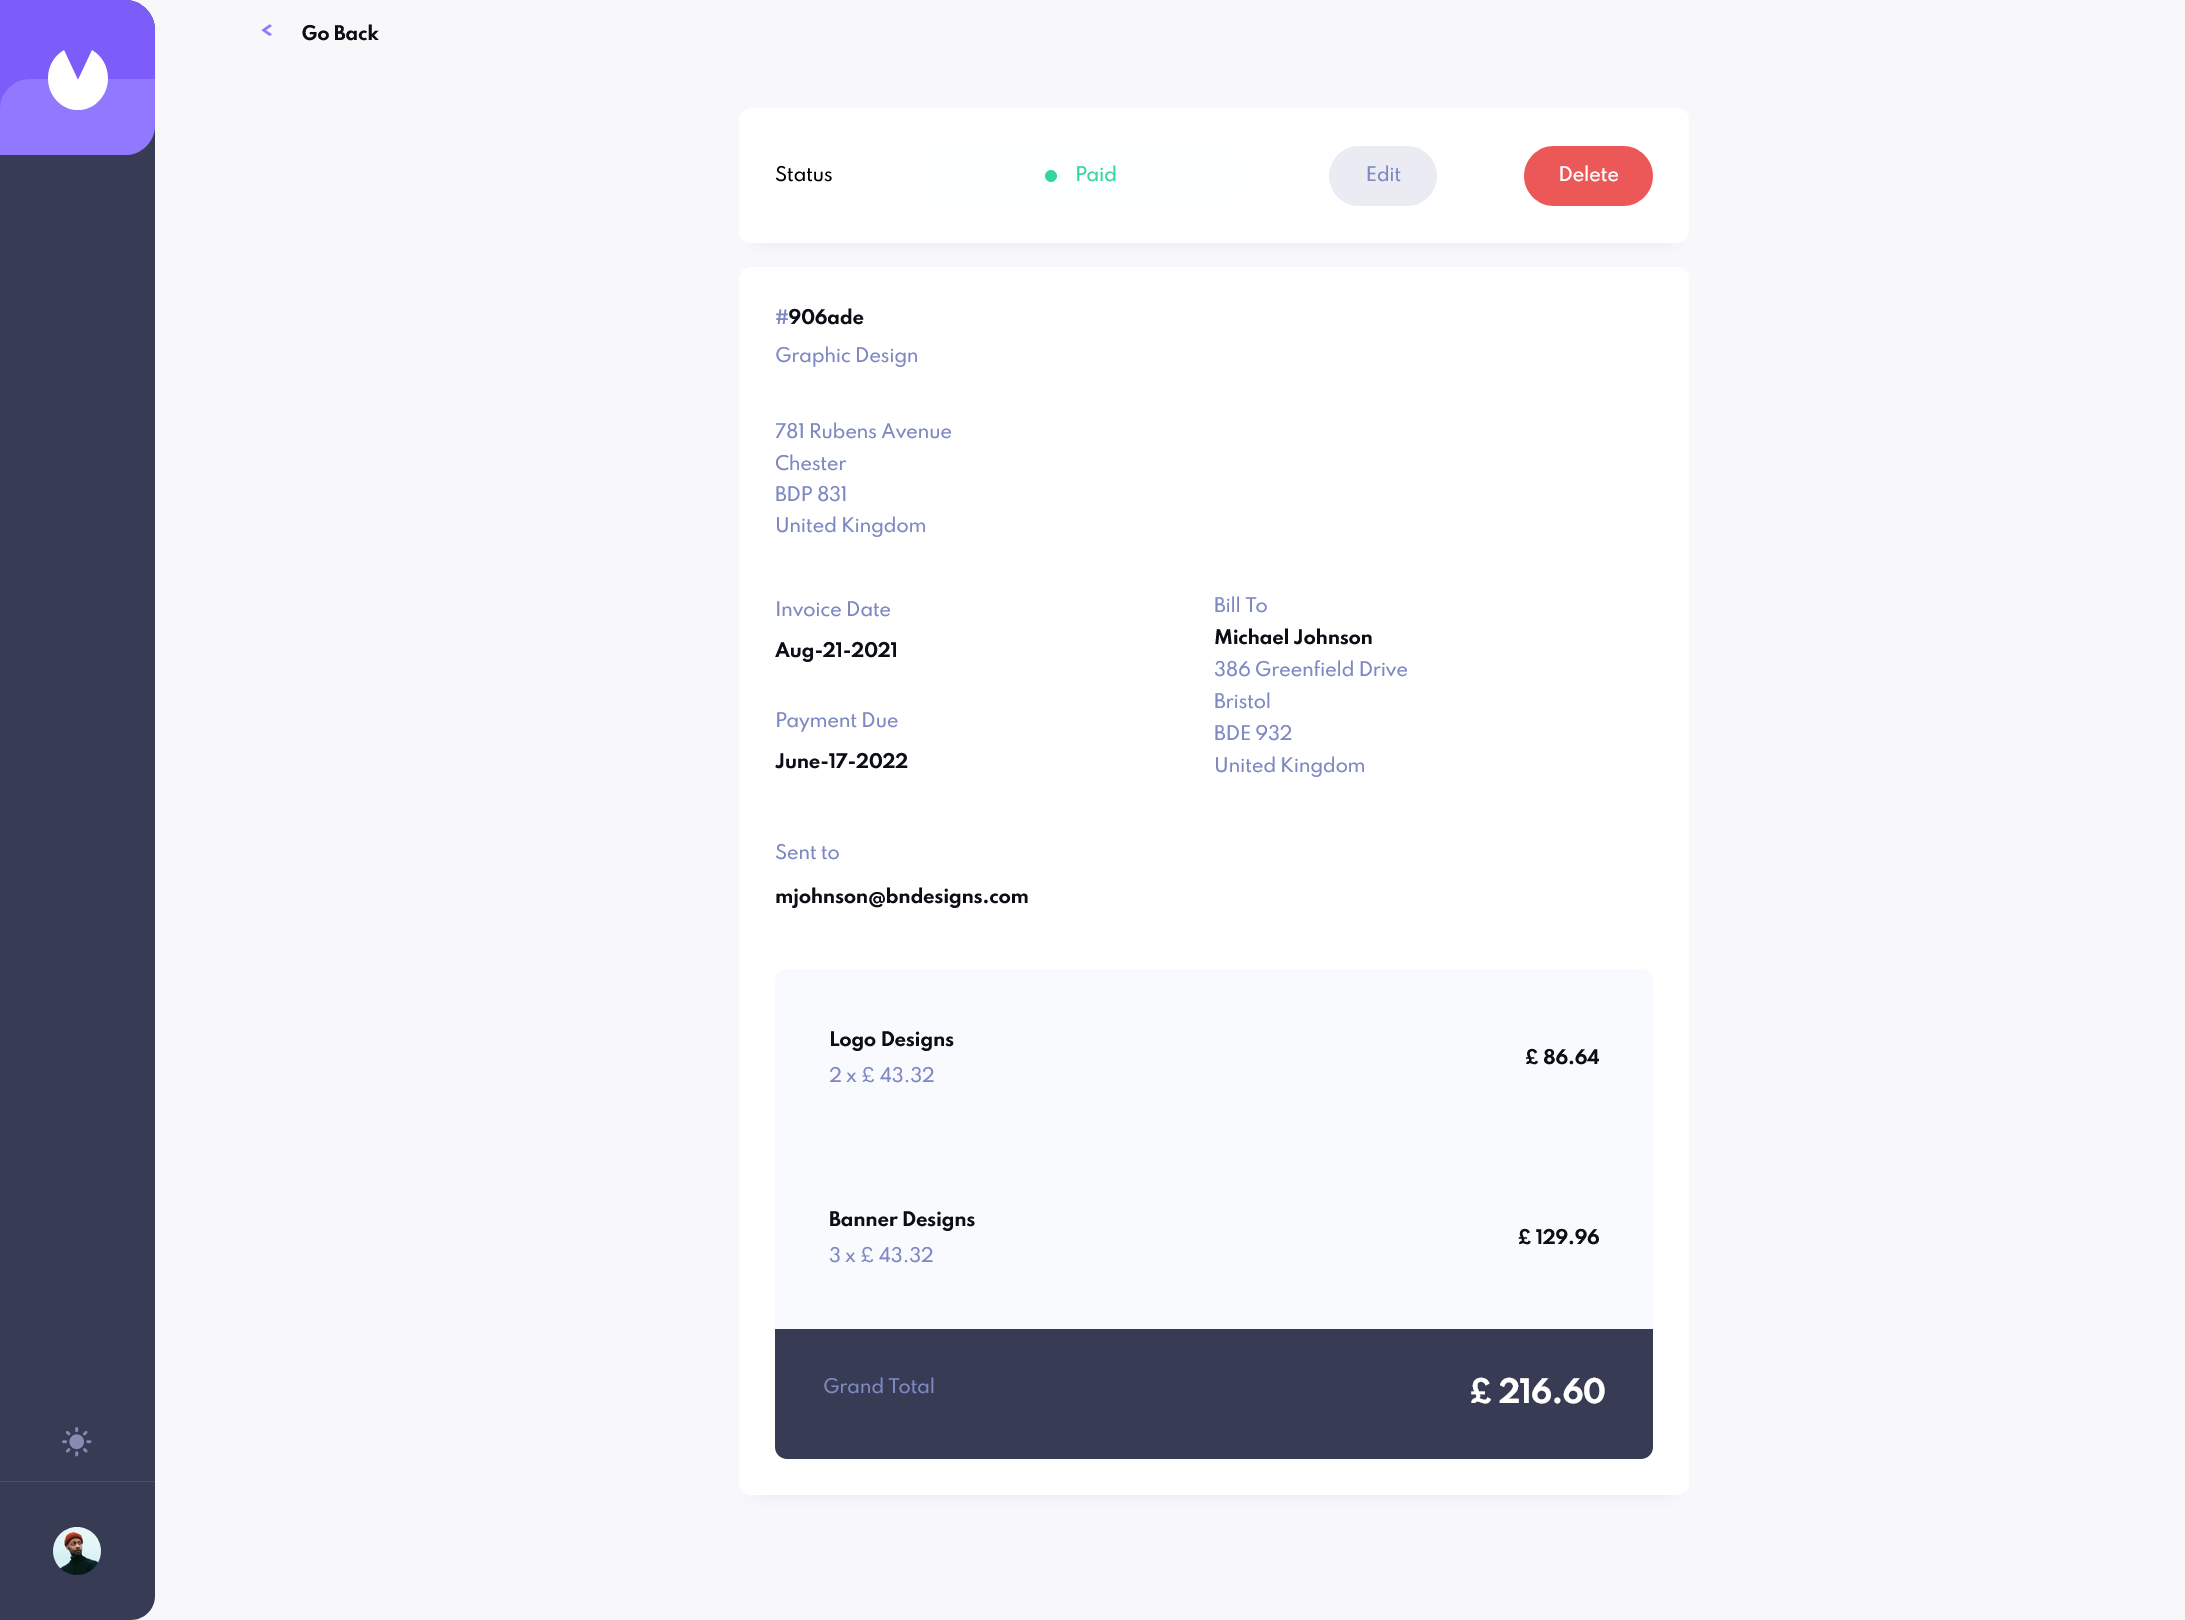 < Go Back
Status Paid Edit Delete
#906ade
Graphic Design
781 Rubens Avenue
Chester
BDP 831
United Kingdom
Invoice Date
Aug-21-2021
Payment Due
June-17-2022
Bill To
Michael Johnson
386 Greenfield Drive
Bristol
BDE 932
United Kingdom
Sent to
mjohnson@bndesigns.com
Logo Designs
2 x £ 43.32
£ 86.64
Banner Designs
3 x £ 43.32
£ 129.96
Grand Total £ 216.60